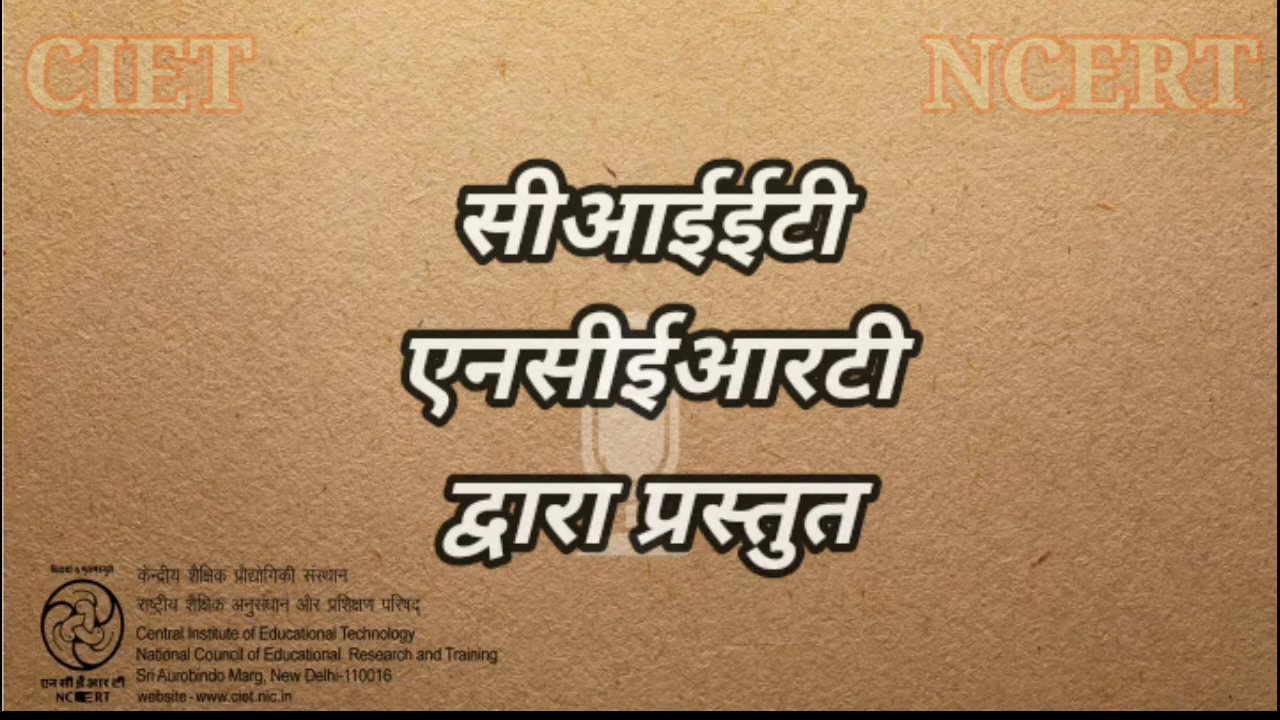 CIET
NCERT
सीआईईटी
एनसीईआरटी
द्वारा प्रस्तुत
केन्द्रीय शैक्षिक प्रौद्योगिकी संस्थान
राष्ट्रीय शैक्षिक अनुसंधान और प्रशिक्षण परिषद्
Central Institute of Educational Technology
National Council of Educational Research and Training
Sri Aurobindo Marg, New Delhi-110016
website - www.ciet.nic.in
एन सी ई आर टी
NCERT